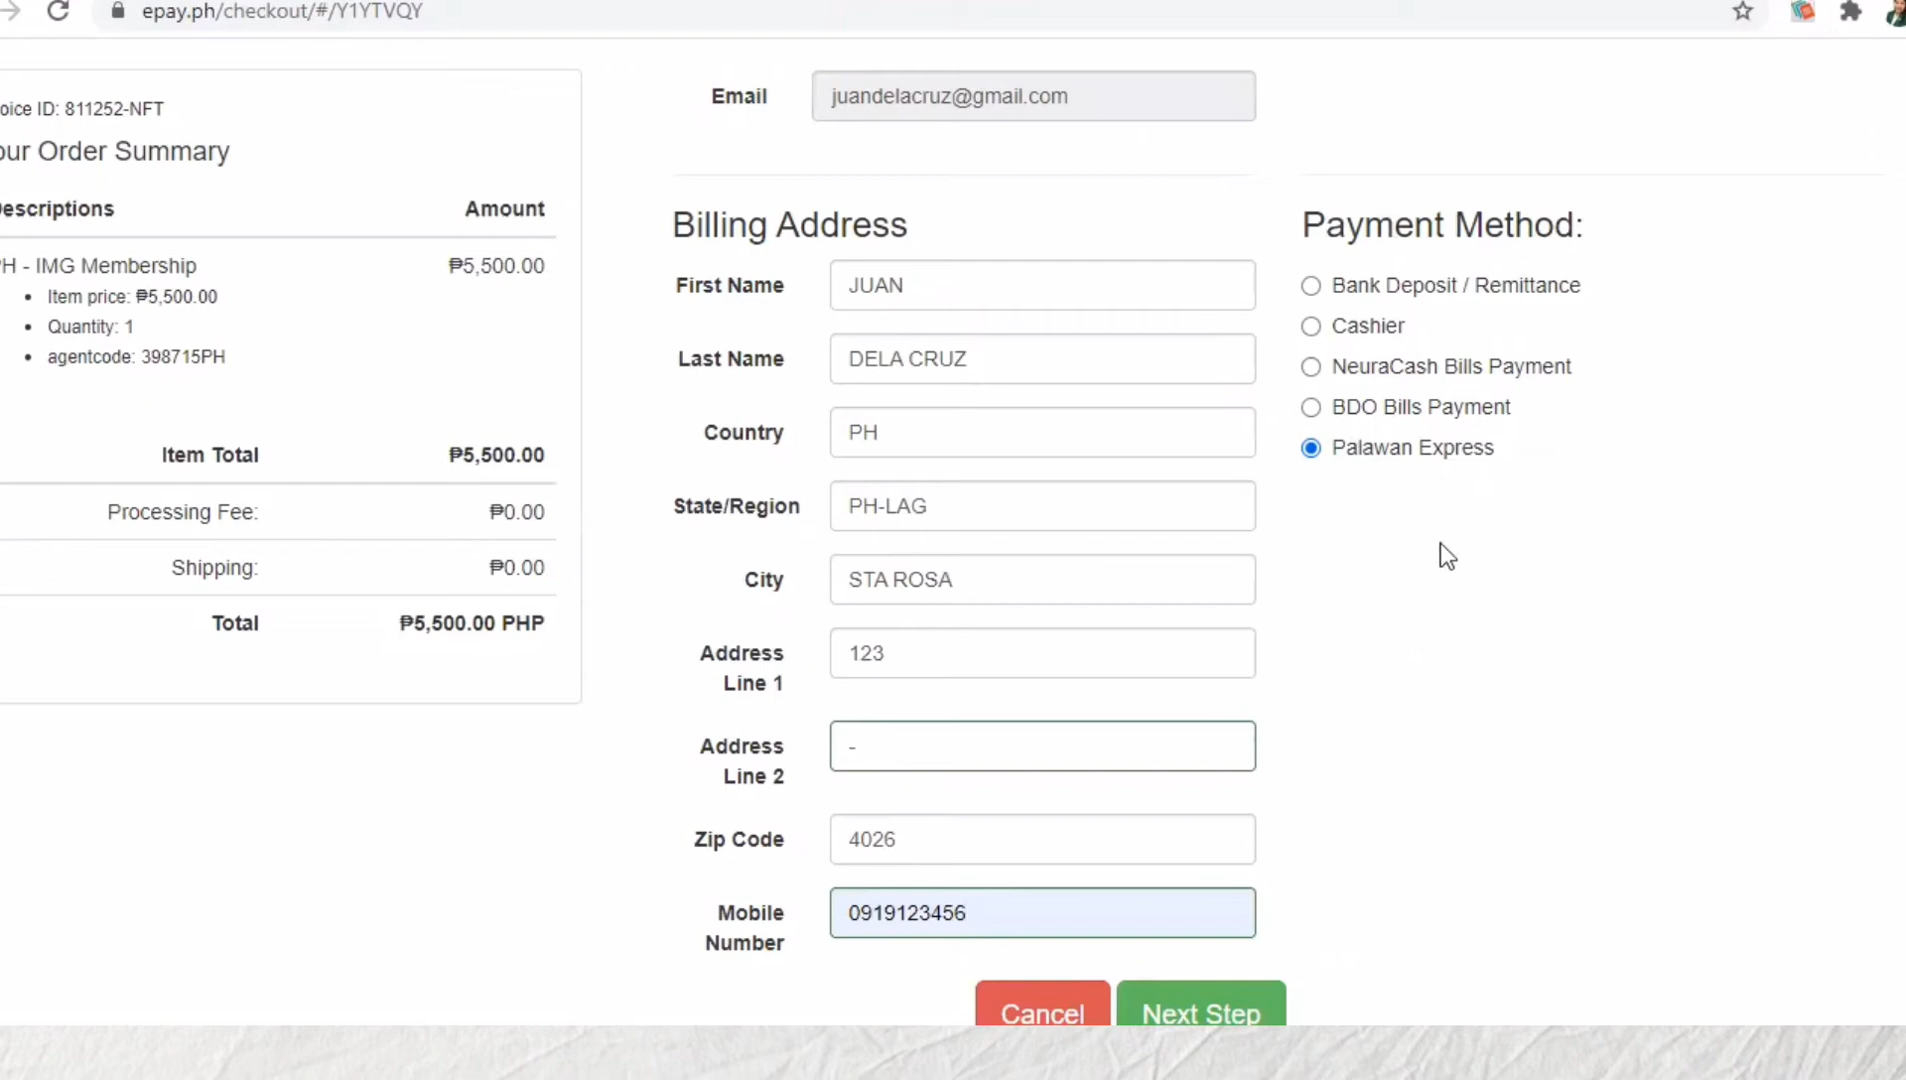 epay.ph/checkout/#/Y1YTVQY
oice ID: 811252-NFT
our Order Summary
Descriptions Amount
PH - IMG Membership ₱5,500.00
• Item price: ₱5,500.00
• Quantity: 1
• agentcode: 398715PH
Item Total ₱5,500.00
Processing Fee: ₱0.00
Shipping: ₱0.00
Total ₱5,500.00 PHP
Email juandelacruz@gmail.com
Billing Address
First Name JUAN
Last Name DELA CRUZ
Country PH
State/Region PH-LAG
City STA ROSA
Address
Line 1
123
Address
Line 2
-
Zip Code 4026
Mobile
Number
0919123456
Cancel Next Step
Payment Method:
Bank Deposit / Remittance
Cashier
NeuraCash Bills Payment
BDO Bills Payment
Palawan Express